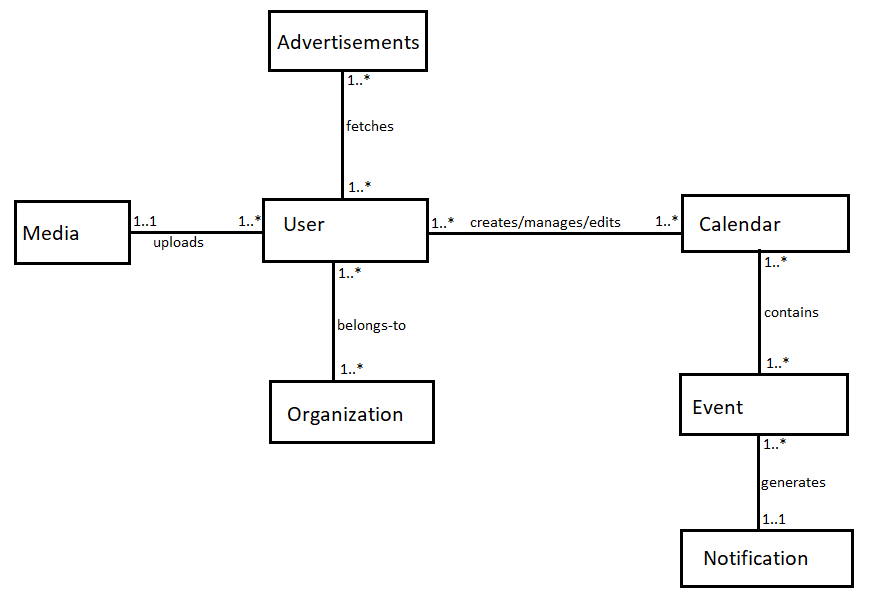 Advertisements
1..*
fetches
1..*
Media
1..1
uploads
1..*
User
1..*
creates/manages/edits
1..*
Calendar
1..*
belongs-to
1..*
Organization
1..*
contains
1..*
Event
1..*
generates
1..1
Notification